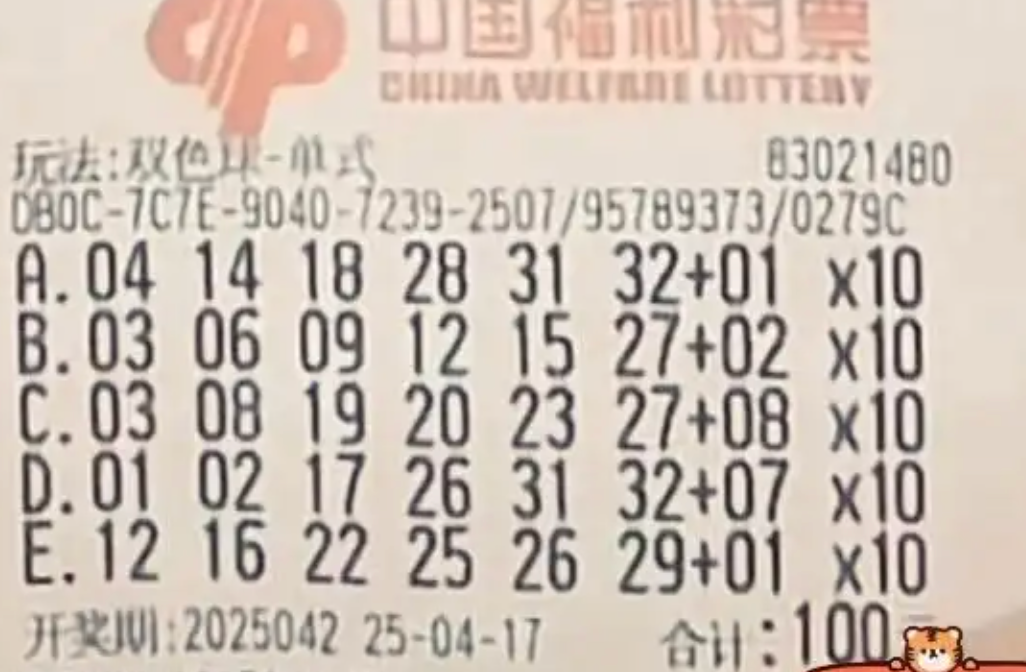 中国福利彩票
CHINA WELFARE LOTTERY
玩法:双色球-单式 83021480
DB0C-7C7E-9040-7239-2507/95789373/0279C
A.04 14 18 28 31 32+01 x10
B.03 06 09 12 15 27+02 x10
C.03 08 19 20 23 27+08 x10
D.01 02 17 26 31 32+07 x10
E.12 16 22 25 26 29+01 x10
开奖期:2025042 25-04-17 合计:100